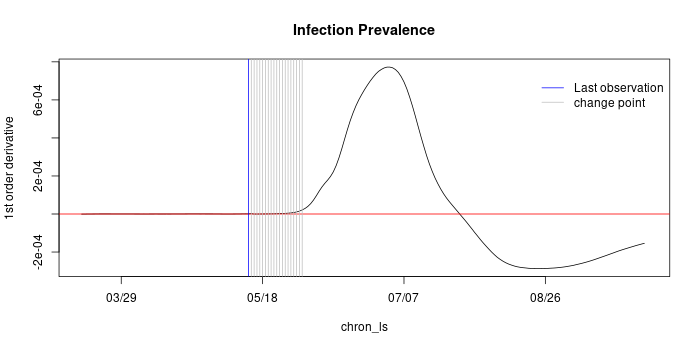 Infection Prevalence
1st order derivative
6e-04
2e-04
-2e-04
Last observation
change point
03/29
05/18
07/07
08/26
chron_ls